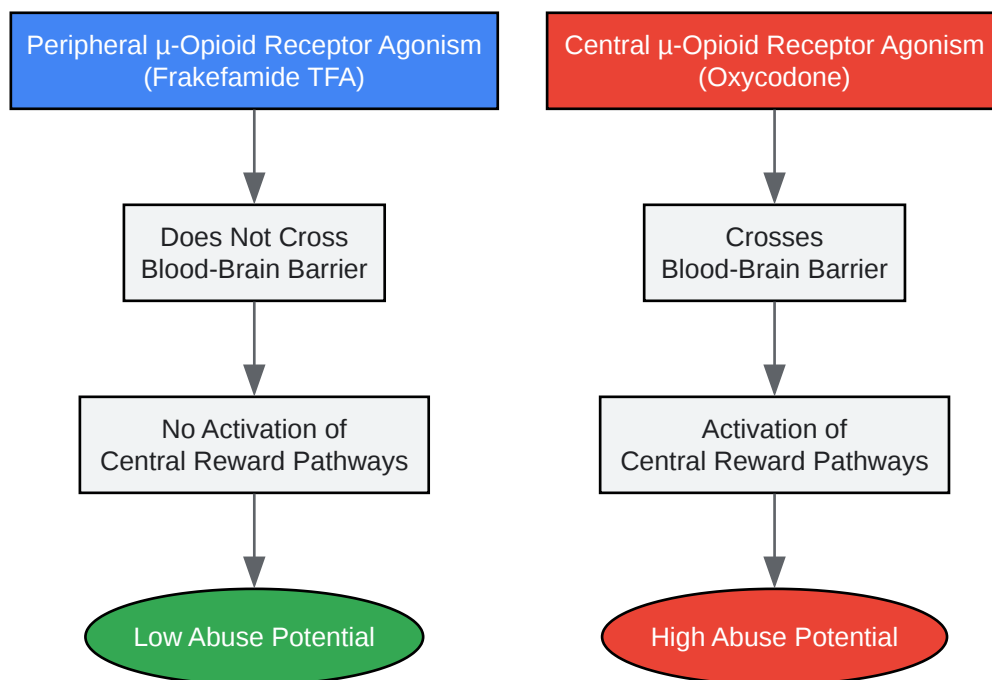 Peripheral µ-Opioid Receptor Agonism
(Frakefamide TFA)
Does Not Cross
Blood-Brain Barrier
No Activation of
Central Reward Pathways
Low Abuse Potential
Central µ-Opioid Receptor Agonism
(Oxycodone)
Crosses
Blood-Brain Barrier
Activation of
Central Reward Pathways
High Abuse Potential